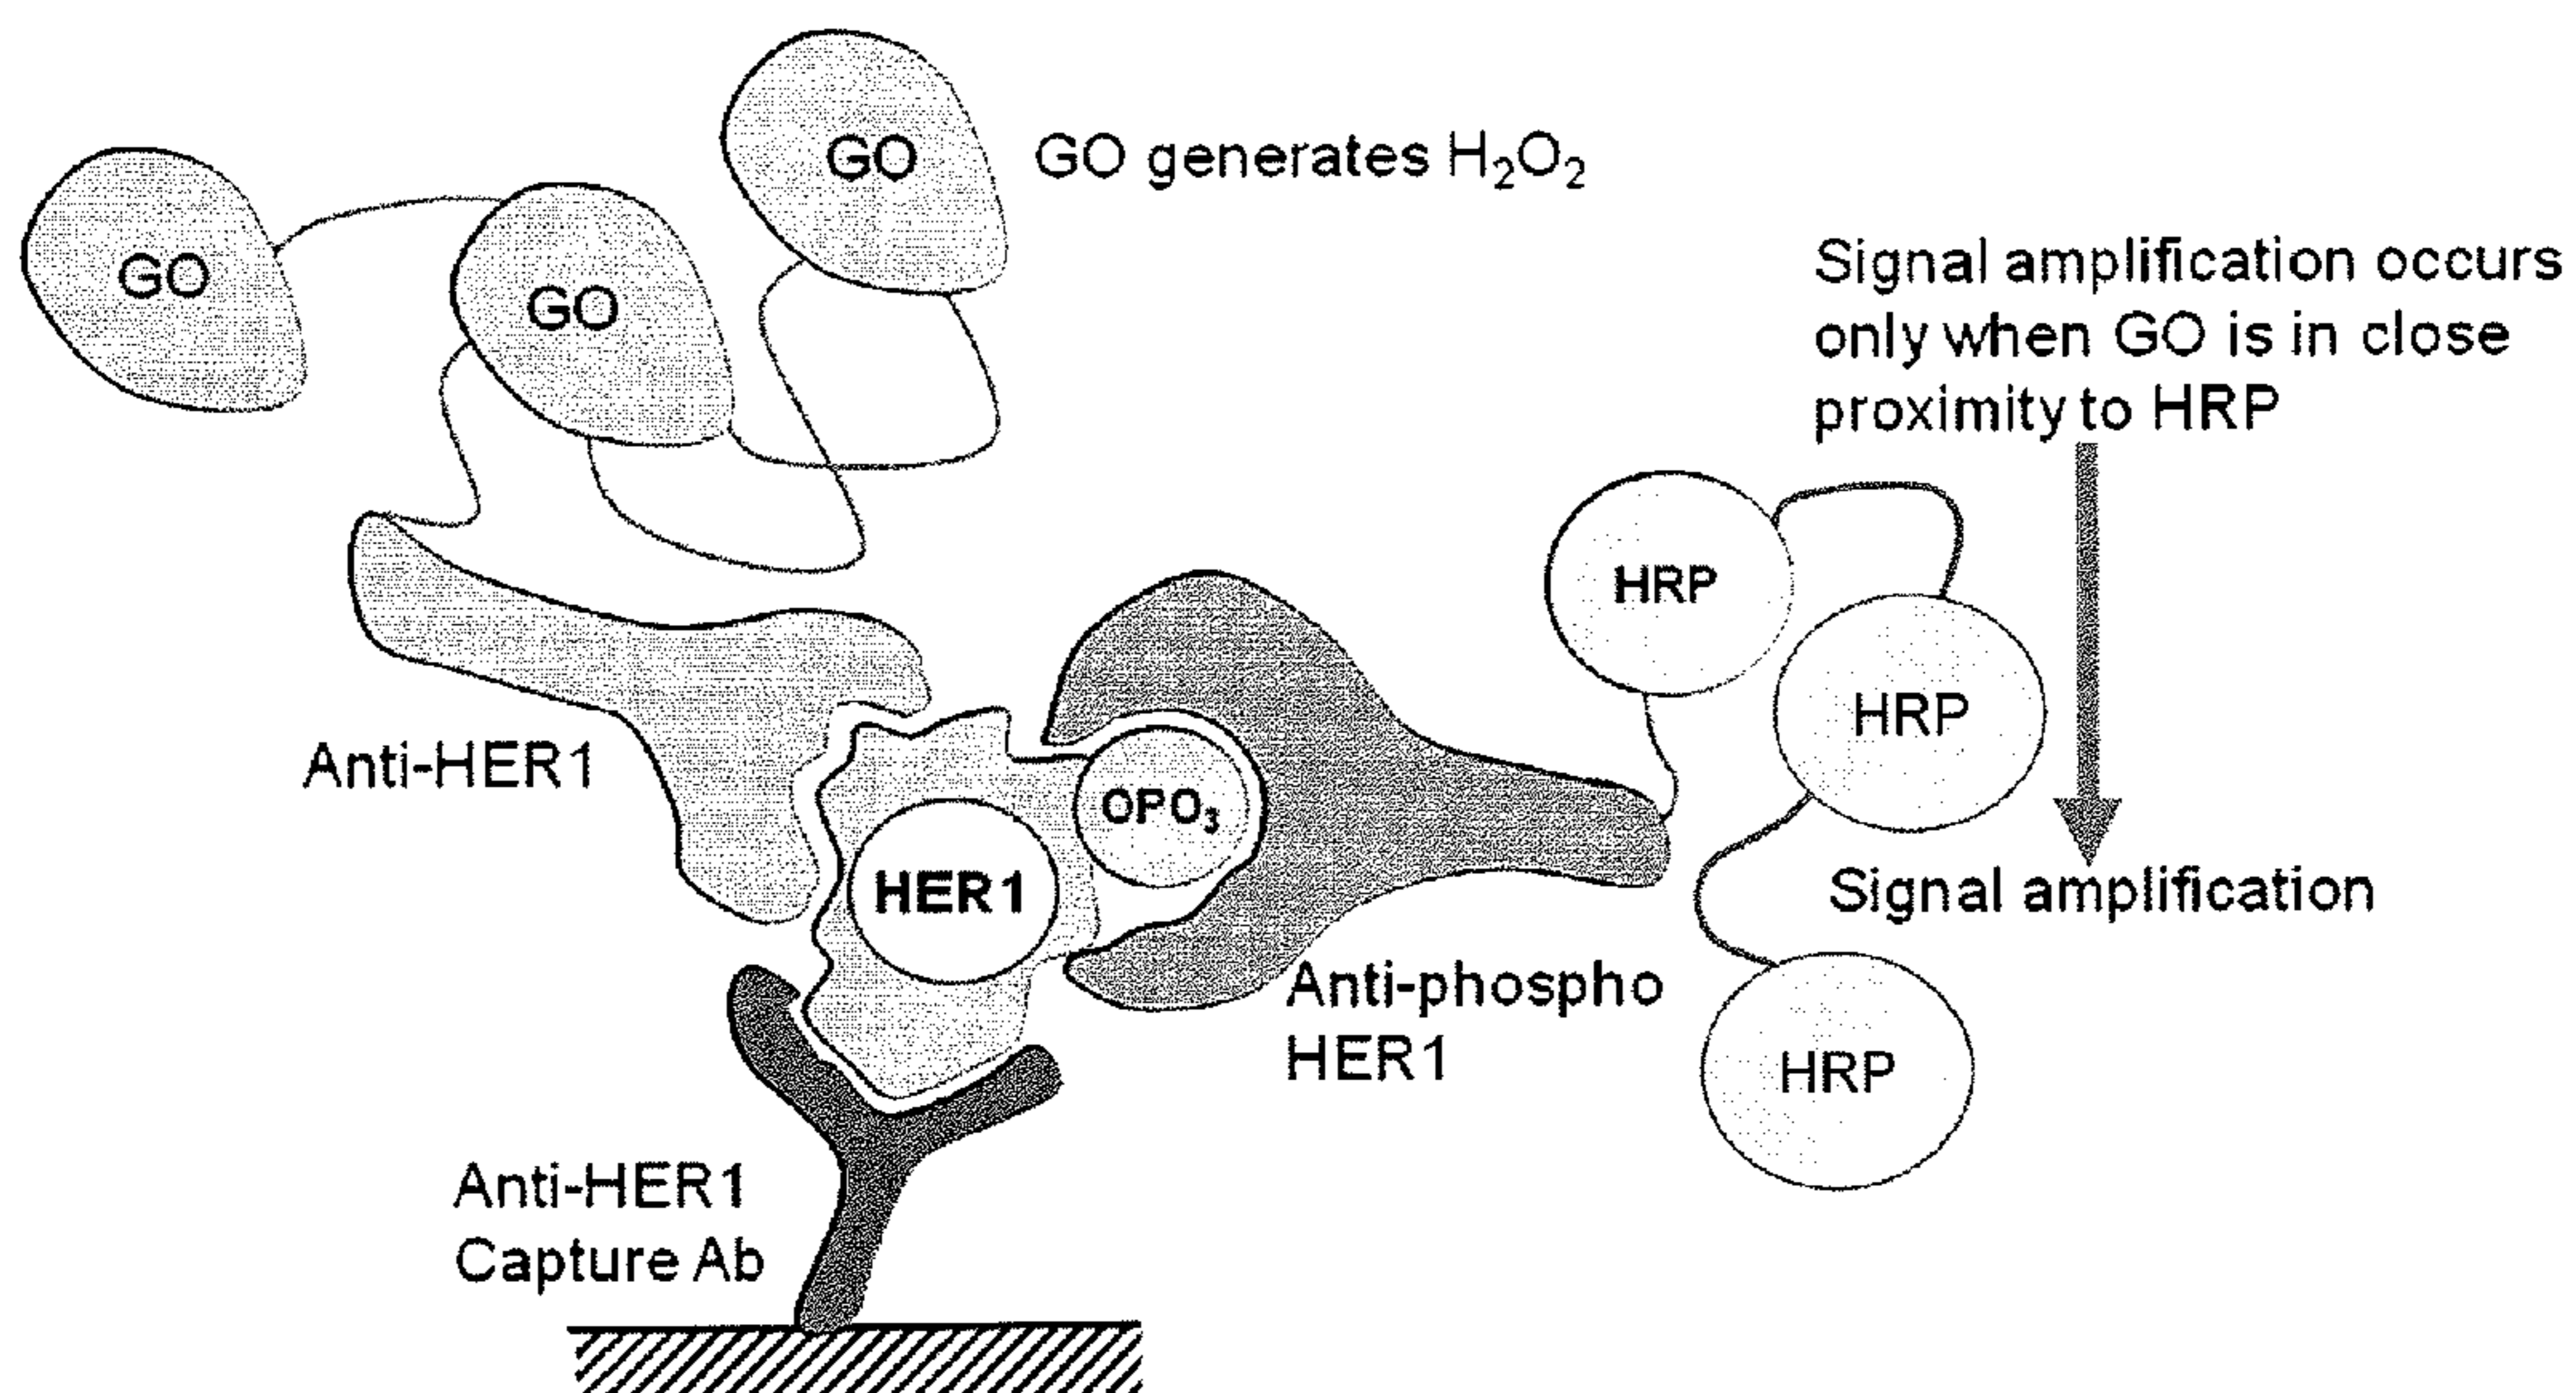 GO
GO generates H₂O₂
GO
GO
Signal amplification occurs
only when GO is in close
proximity to HRP
HRP
HRP
Anti-HER1
OPO₃
HER1
Signal amplification
Anti-phospho
HER1
HRP
Anti-HER1
Capture Ab